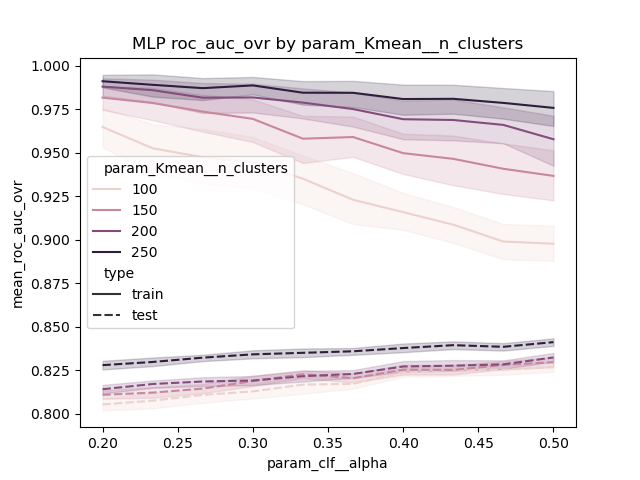 MLP roc_auc_ovr by param_Kmean__n_clusters
1.000
0.975
0.950
0.925
0.900
0.875
0.850
0.825
0.800
mean_roc_auc_ovr
param_Kmean__n_clusters
100
150
200
250
type
train
test
0.20 0.25 0.30 0.35 0.40 0.45 0.50
param_clf__alpha